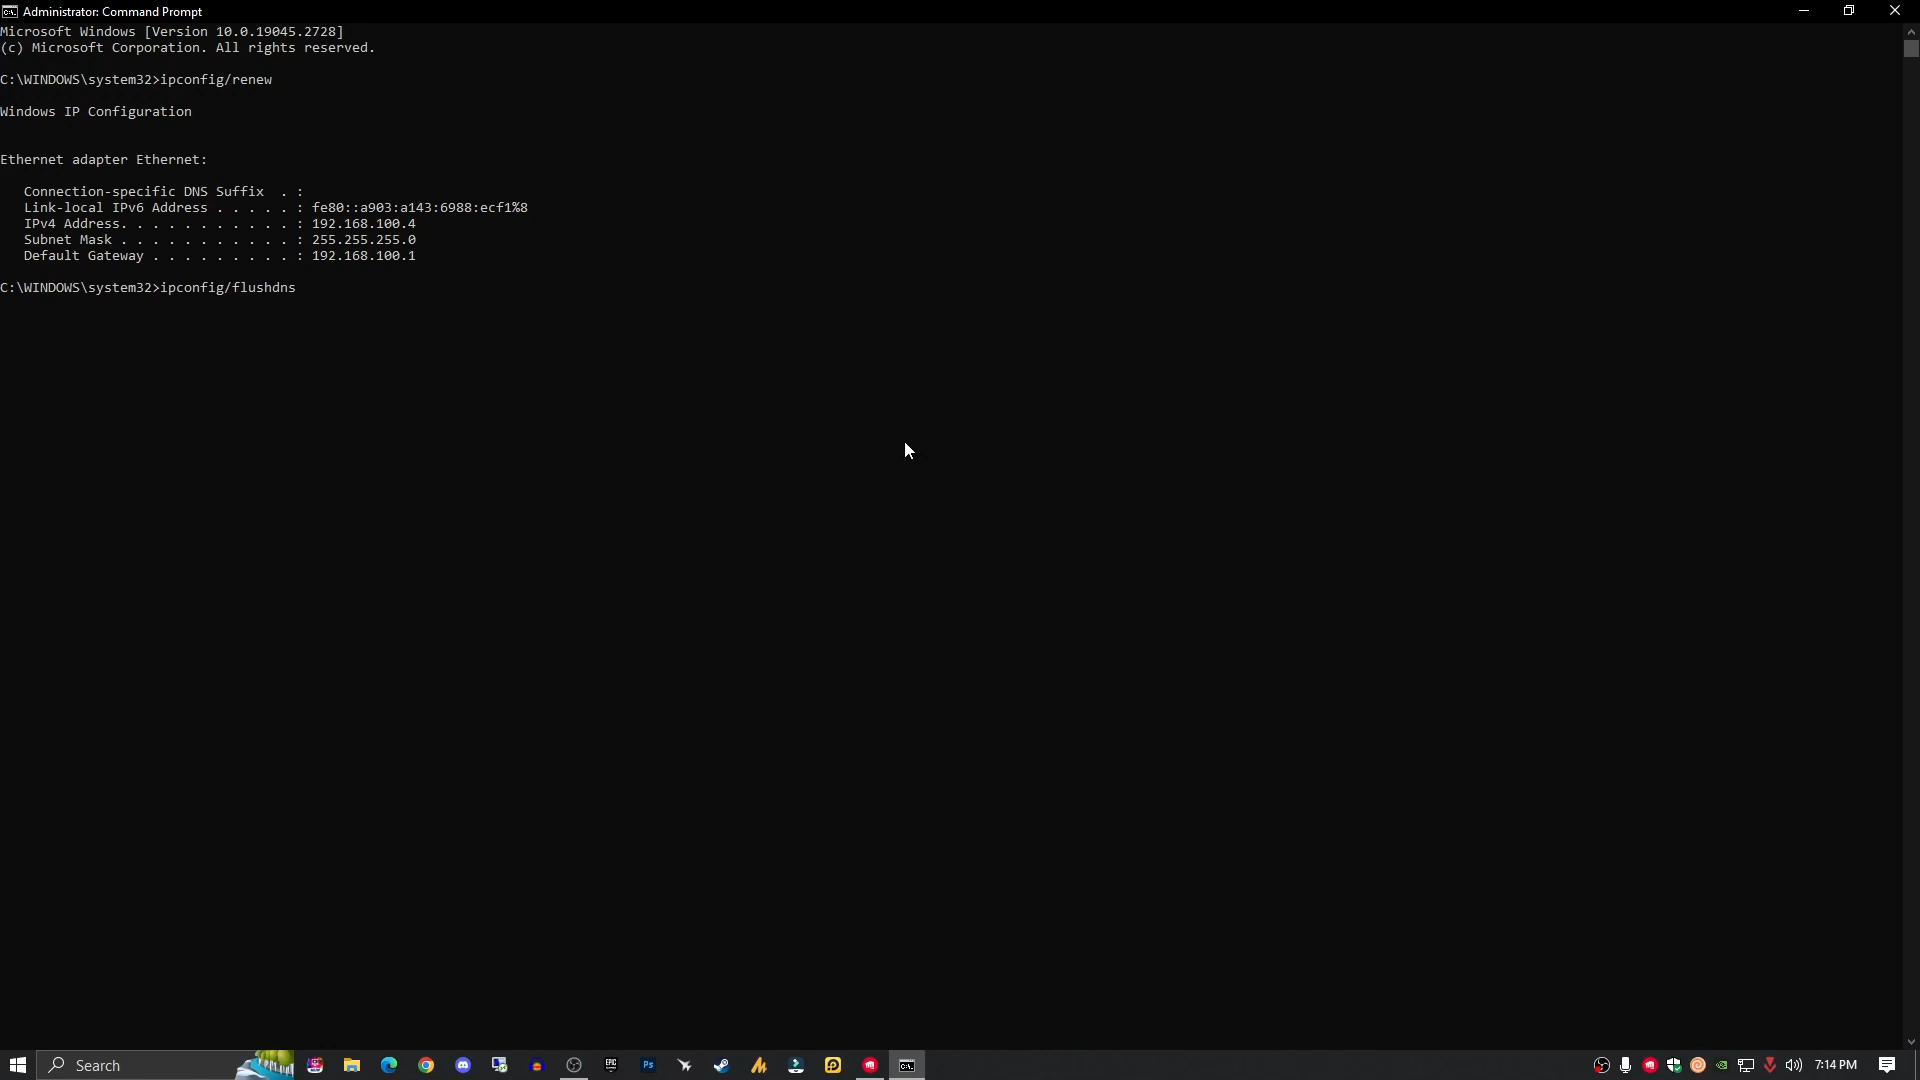 Administrator: Command Prompt
Microsoft Windows [Version 10.0.19045.2728]
(c) Microsoft Corporation. All rights reserved.
C:\WINDOWS\system32>ipconfig/renew
Windows IP Configuration
Ethernet adapter Ethernet:
Connection-specific DNS Suffix  . :
Link-local IPv6 Address . . . . . : fe80::a903:a143:6988:ecf1%8
IPv4 Address. . . . . . . . . . . : 192.168.100.4
Subnet Mask . . . . . . . . . . . : 255.255.255.0
Default Gateway . . . . . . . . . : 192.168.100.1
C:\WINDOWS\system32>ipconfig/flushdns
Search
EPIC
Ps
7:14 PM